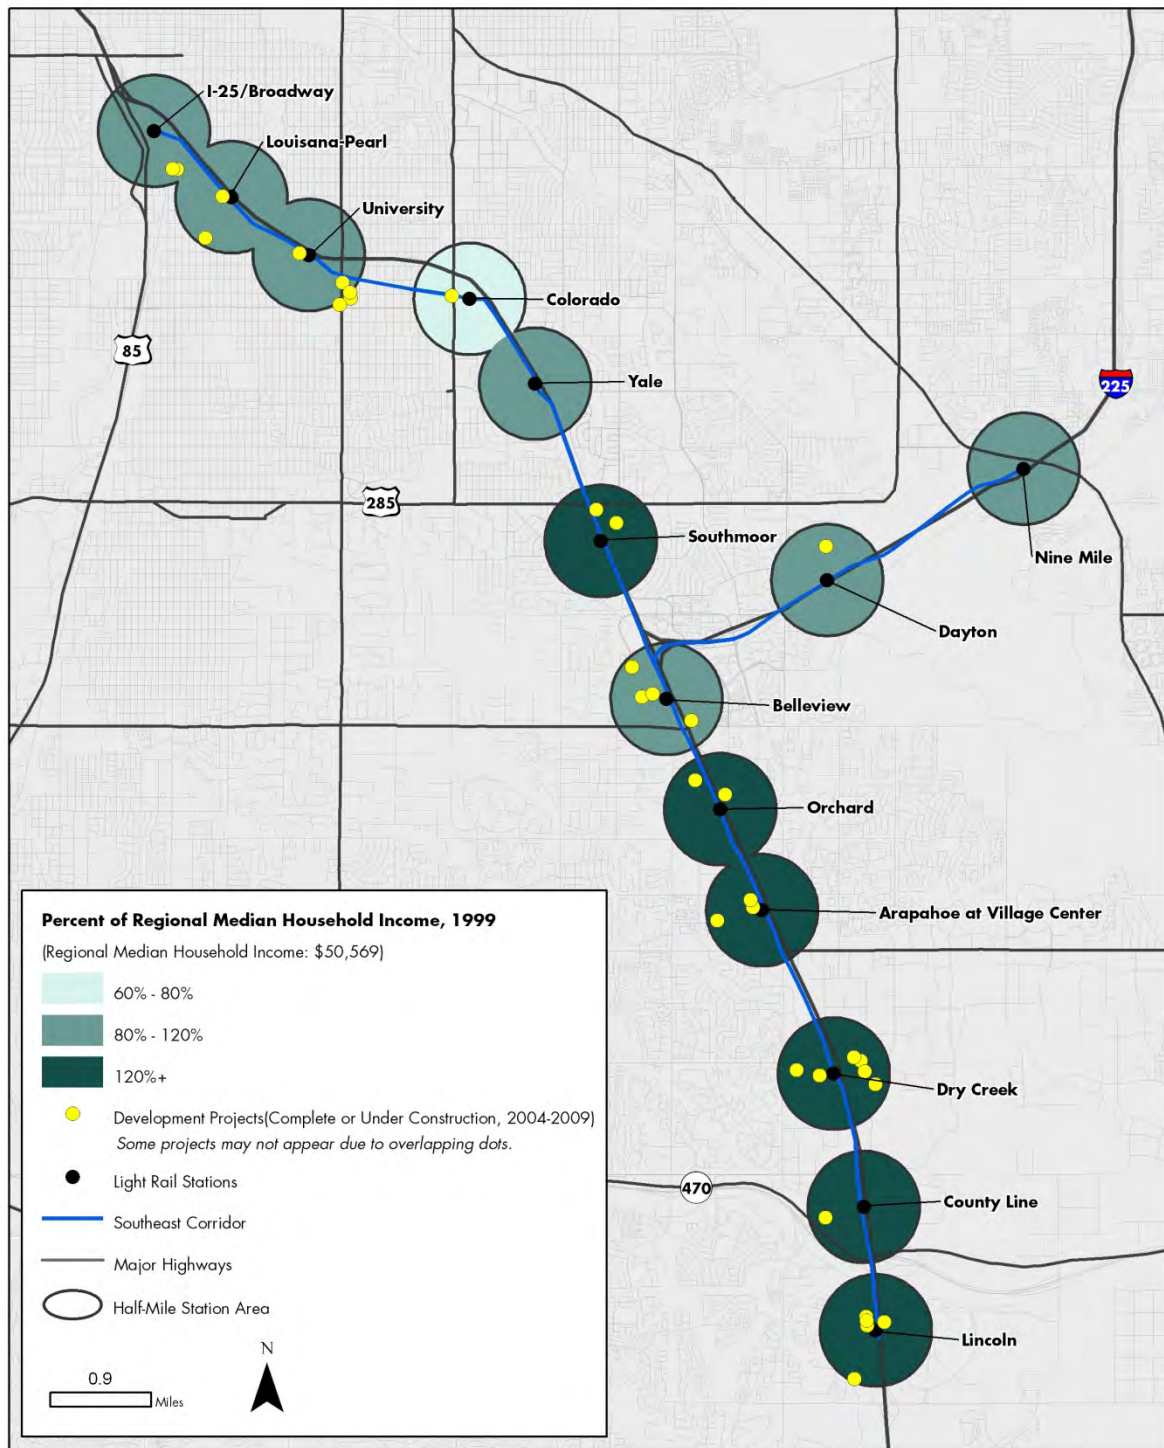 I-25/Broadway
Louisana-Pearl
University
Colorado
85
Yale
225
285
Southmoor
Nine Mile
Dayton
Belleview
Orchard
Arapahoe at Village Center
Dry Creek
470
County Line
Lincoln
Percent of Regional Median Household Income, 1999
(Regional Median Household Income: $50,569)
60% - 80%
80% - 120%
120%+
Development Projects(Complete or Under Construction, 2004-2009)
Some projects may not appear due to overlapping dots.
Light Rail Stations
Southeast Corridor
Major Highways
Half-Mile Station Area
N
0.9
Miles